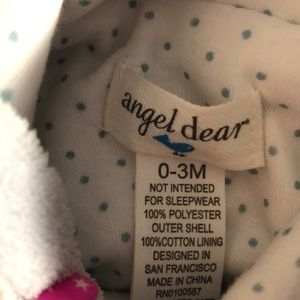 angel dear
0-3M
NOT INTENDED
FOR SLEEPWEAR
100% POLYESTER
OUTER SHELL
100%COTTON LINING
DESIGNED IN
SAN FRANCISCO
MADE IN CHINA
RN0100587